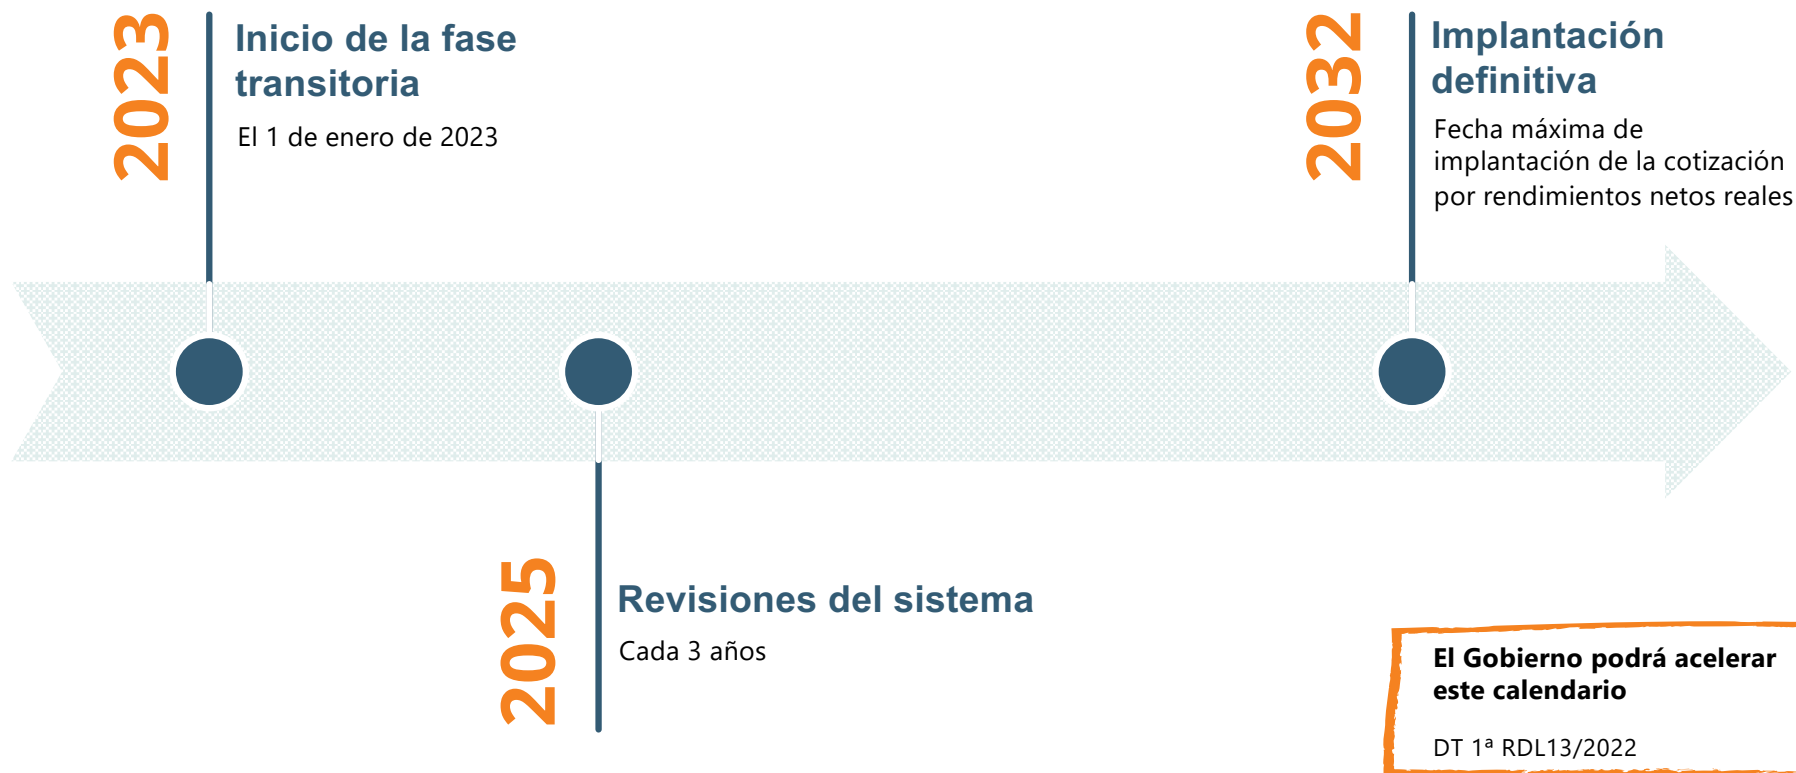 2023
Inicio de la fase
transitoria
El 1 de enero de 2023
2032
Implantación
definitiva
Fecha máxima de
implantación de la cotización
por rendimientos netos reales
2025
Revisiones del sistema
Cada 3 años
El Gobierno podrá acelerar
este calendario
DT 1ª RDL13/2022